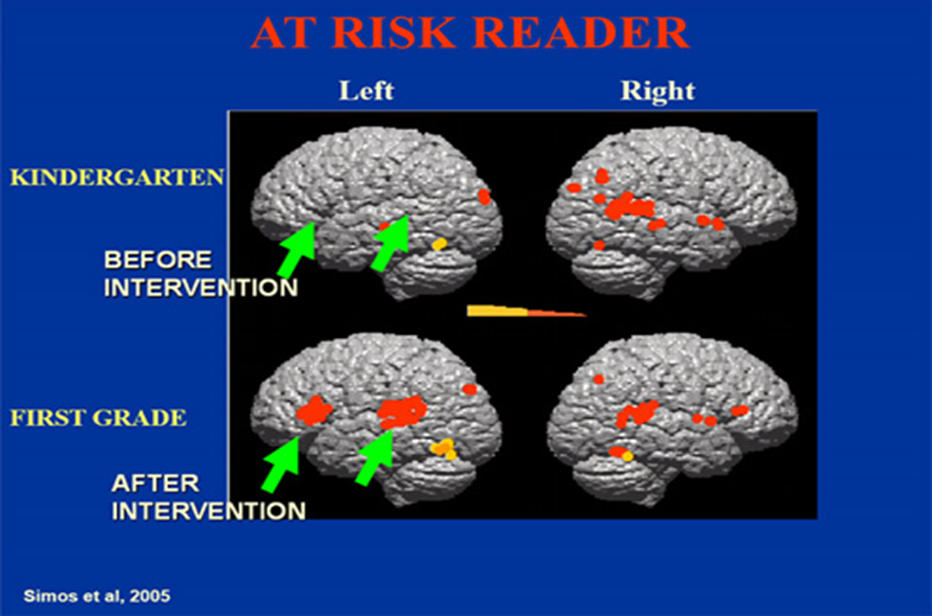 AT RISK READER
Left
Right
KINDERGARTEN
BEFORE
INTERVENTION
FIRST GRADE
AFTER
INTERVENTION
Simos et al, 2005